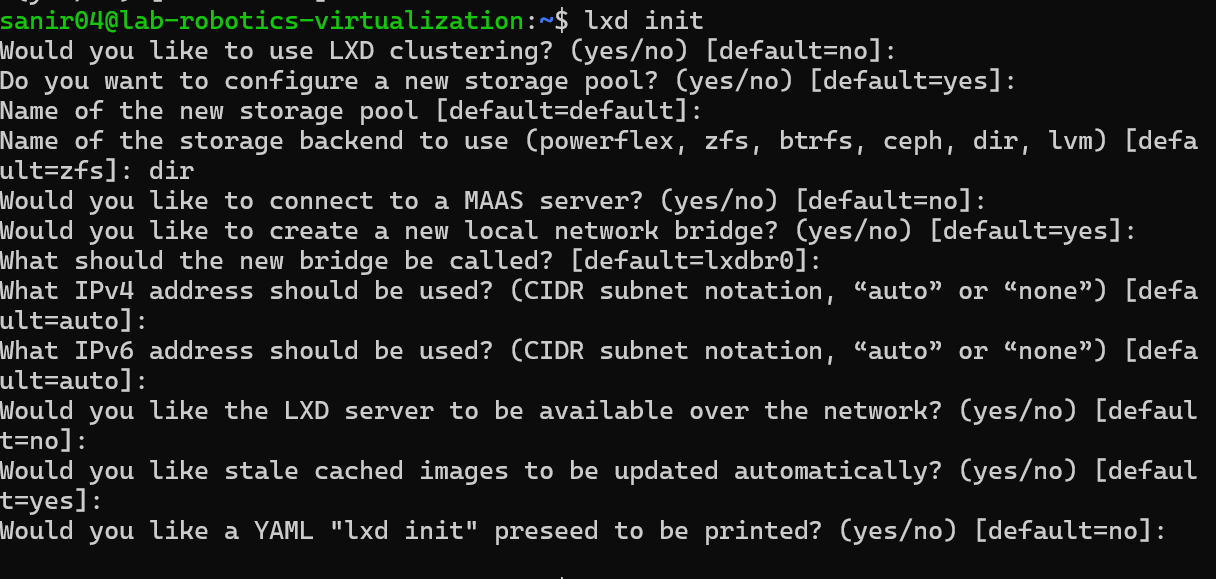 sanir04@lab-robotics-virtualization:~$ lxd init
Would you like to use LXD clustering? (yes/no) [default=no]:
Do you want to configure a new storage pool? (yes/no) [default=yes]:
Name of the new storage pool [default=default]:
Name of the storage backend to use (powerflex, zfs, btrfs, ceph, dir, lvm) [defa
ult=zfs]: dir
Would you like to connect to a MAAS server? (yes/no) [default=no]:
Would you like to create a new local network bridge? (yes/no) [default=yes]:
What should the new bridge be called? [default=lxdbr0]:
What IPv4 address should be used? (CIDR subnet notation, “auto” or “none”) [defa
ult=auto]:
What IPv6 address should be used? (CIDR subnet notation, “auto” or “none”) [defa
ult=auto]:
Would you like the LXD server to be available over the network? (yes/no) [defaul
t=no]:
Would you like stale cached images to be updated automatically? (yes/no) [defaul
t=yes]:
Would you like a YAML "lxd init" preseed to be printed? (yes/no) [default=no]: